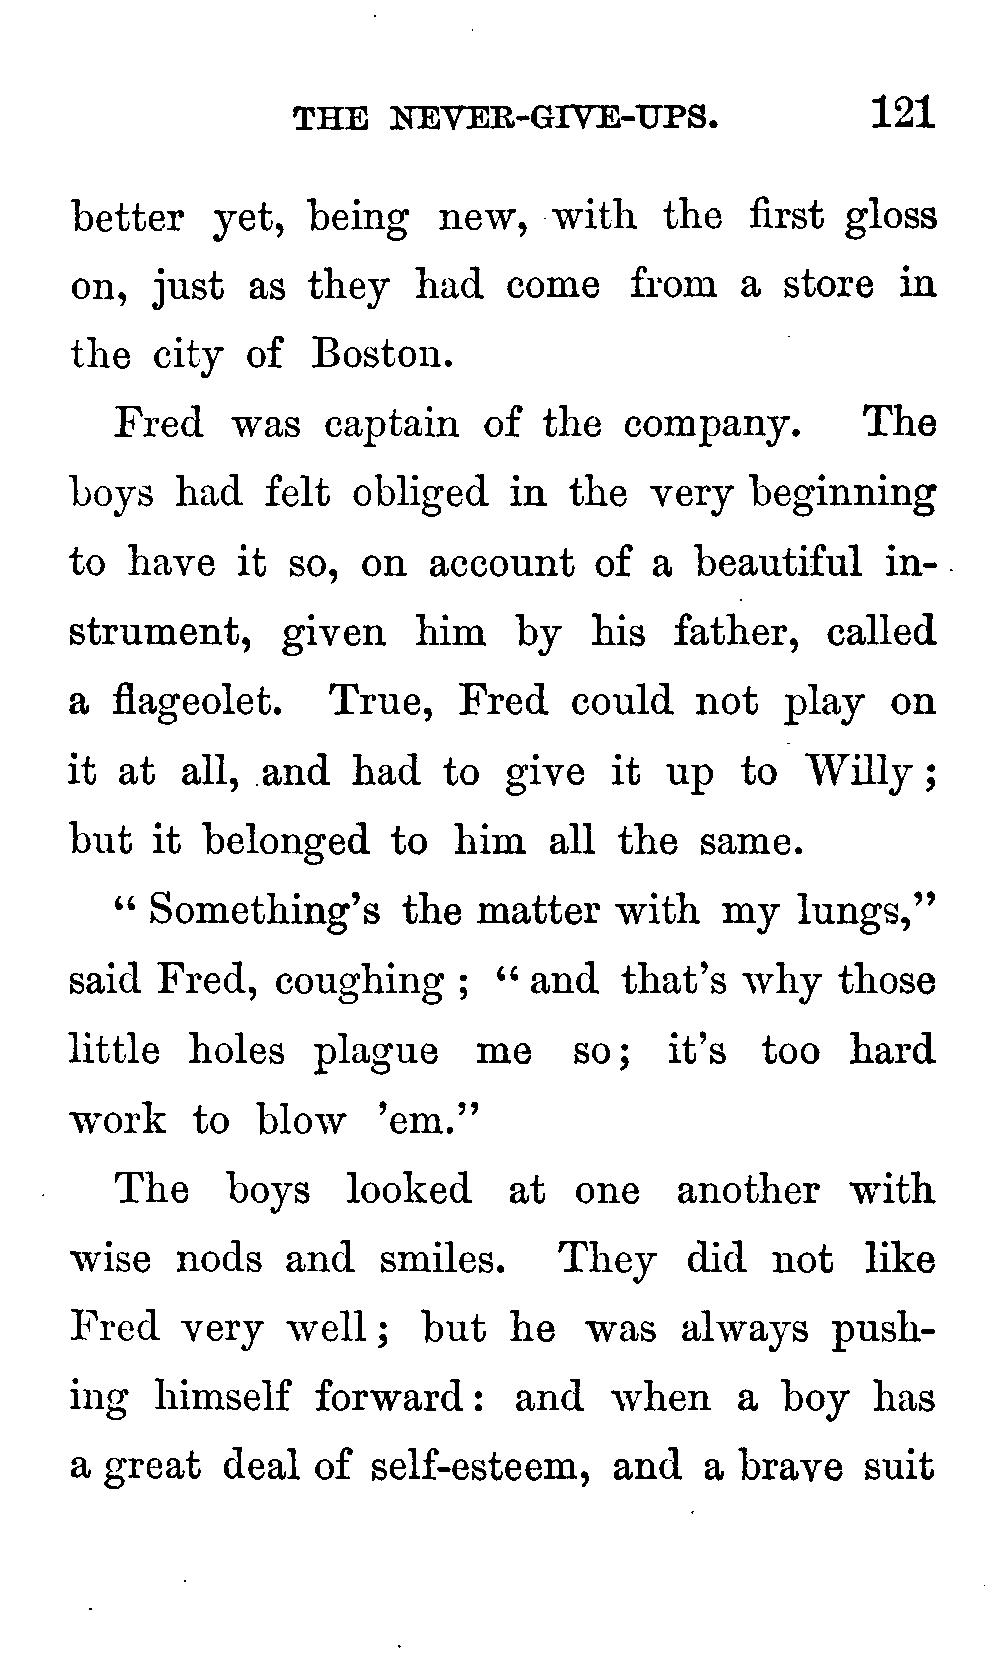 THE NEVER-GIVE-UPS. 121
better yet, being new, with the first gloss
on, just as they had come from a store in
the city of Boston.
Fred was captain of the company. The
boys had felt obliged in the very beginning
to have it so, on account of a beautiful in-
strument, given him by his father, called
a flageolet. True, Fred could not play on
it at all, and had to give it up to Willy;
but it belonged to him all the same.
“Something’s the matter with my lungs,”
said Fred, coughing; “and that’s why those
little holes plague me so; it’s too hard
work to blow ’em.”
The boys looked at one another with
wise nods and smiles. They did not like
Fred very well; but he was always push-
ing himself forward: and when a boy has
a great deal of self-esteem, and a brave suit